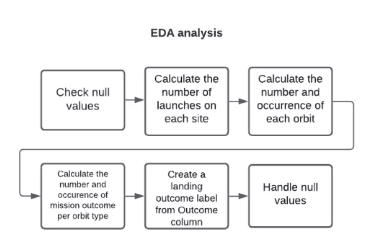 EDA analysis
Check null
values
Calculate the
number of
launches on
each site
Calculate the
number and
occurrence of
each orbit
Calculate the
number and
occurence of
mission outcome
per orbit type
Create a
landing
outcome label
from Outcome
column
Handle null
values